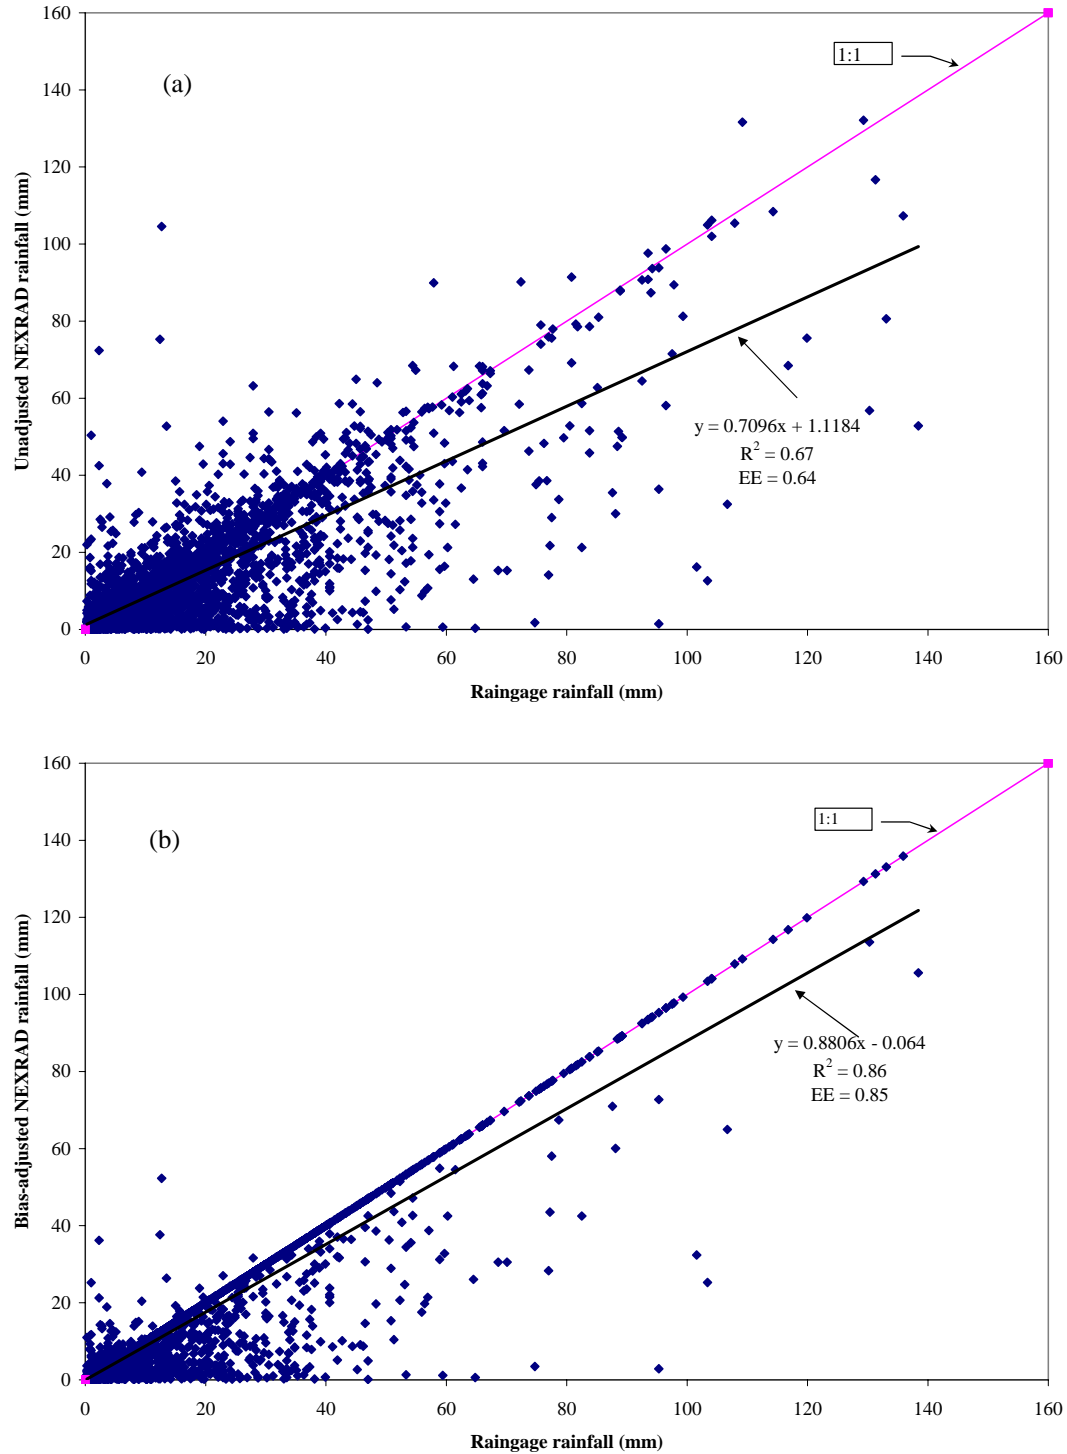 160
140
120
100
80
60
40
20
0
Unadjusted NEXRAD rainfall (mm)
(a)
1:1
y = 0.7096x + 1.1184
R² = 0.67
EE = 0.64
0 20 40 60 80 100 120 140 160
Raingage rainfall (mm)
160
140
120
100
80
60
40
20
0
Bias-adjusted NEXRAD rainfall (mm)
(b)
1:1
y = 0.8806x - 0.064
R² = 0.86
EE = 0.85
0 20 40 60 80 100 120 140 160
Raingage rainfall (mm)